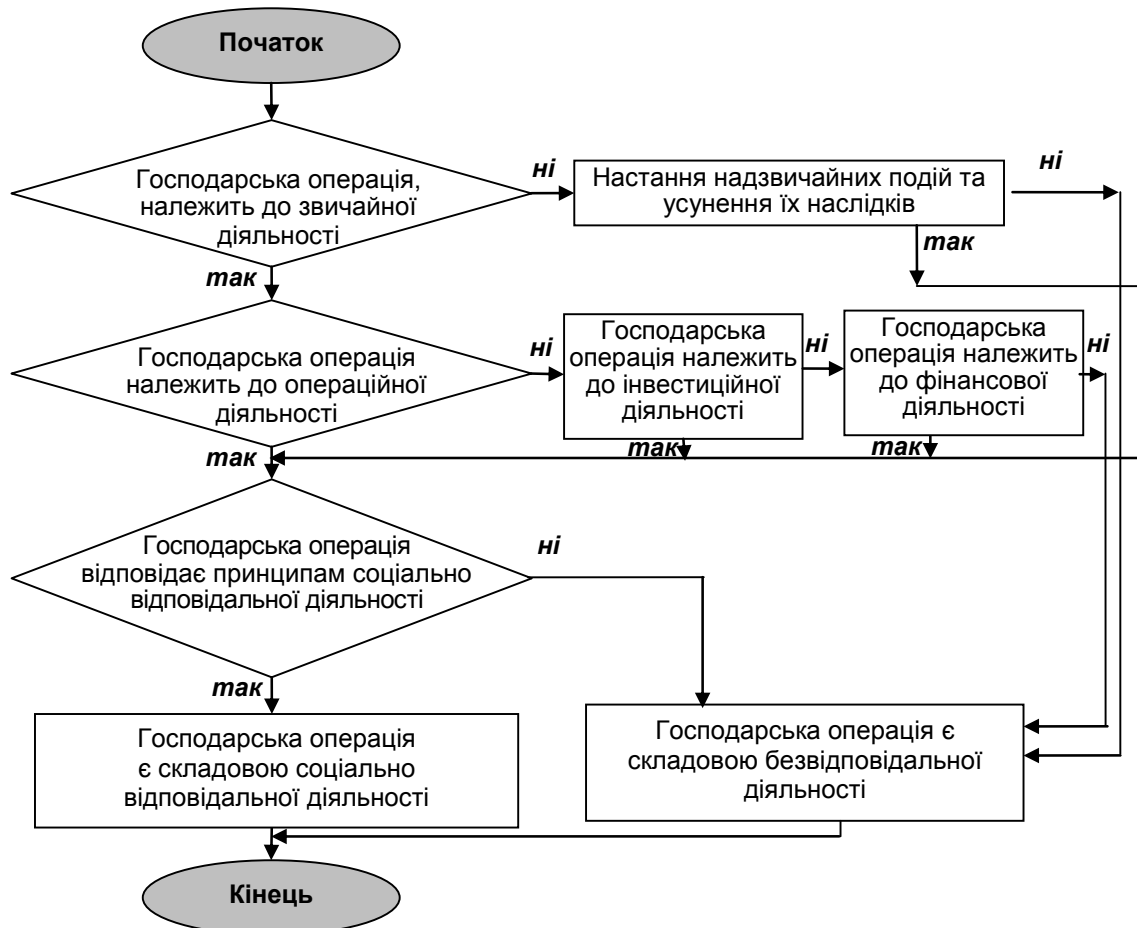 Початок
Господарська операція,
належить до звичайної
діяльності
ні
Настання надзвичайних подій та
усунення їх наслідків
ні
так
так
Господарська операція
належить до операційної
діяльності
ні
Господарська
операція належить
до інвестиційної
діяльності
ні
Господарська
операція належить
до фінансової
діяльності
ні
так
так
так
Господарська операція
відповідає принципам соціально
відповідальної діяльності
ні
так
Господарська операція
є складовою соціально
відповідальної діяльності
Господарська операція є
складовою безвідповідальної
діяльності
Кінець